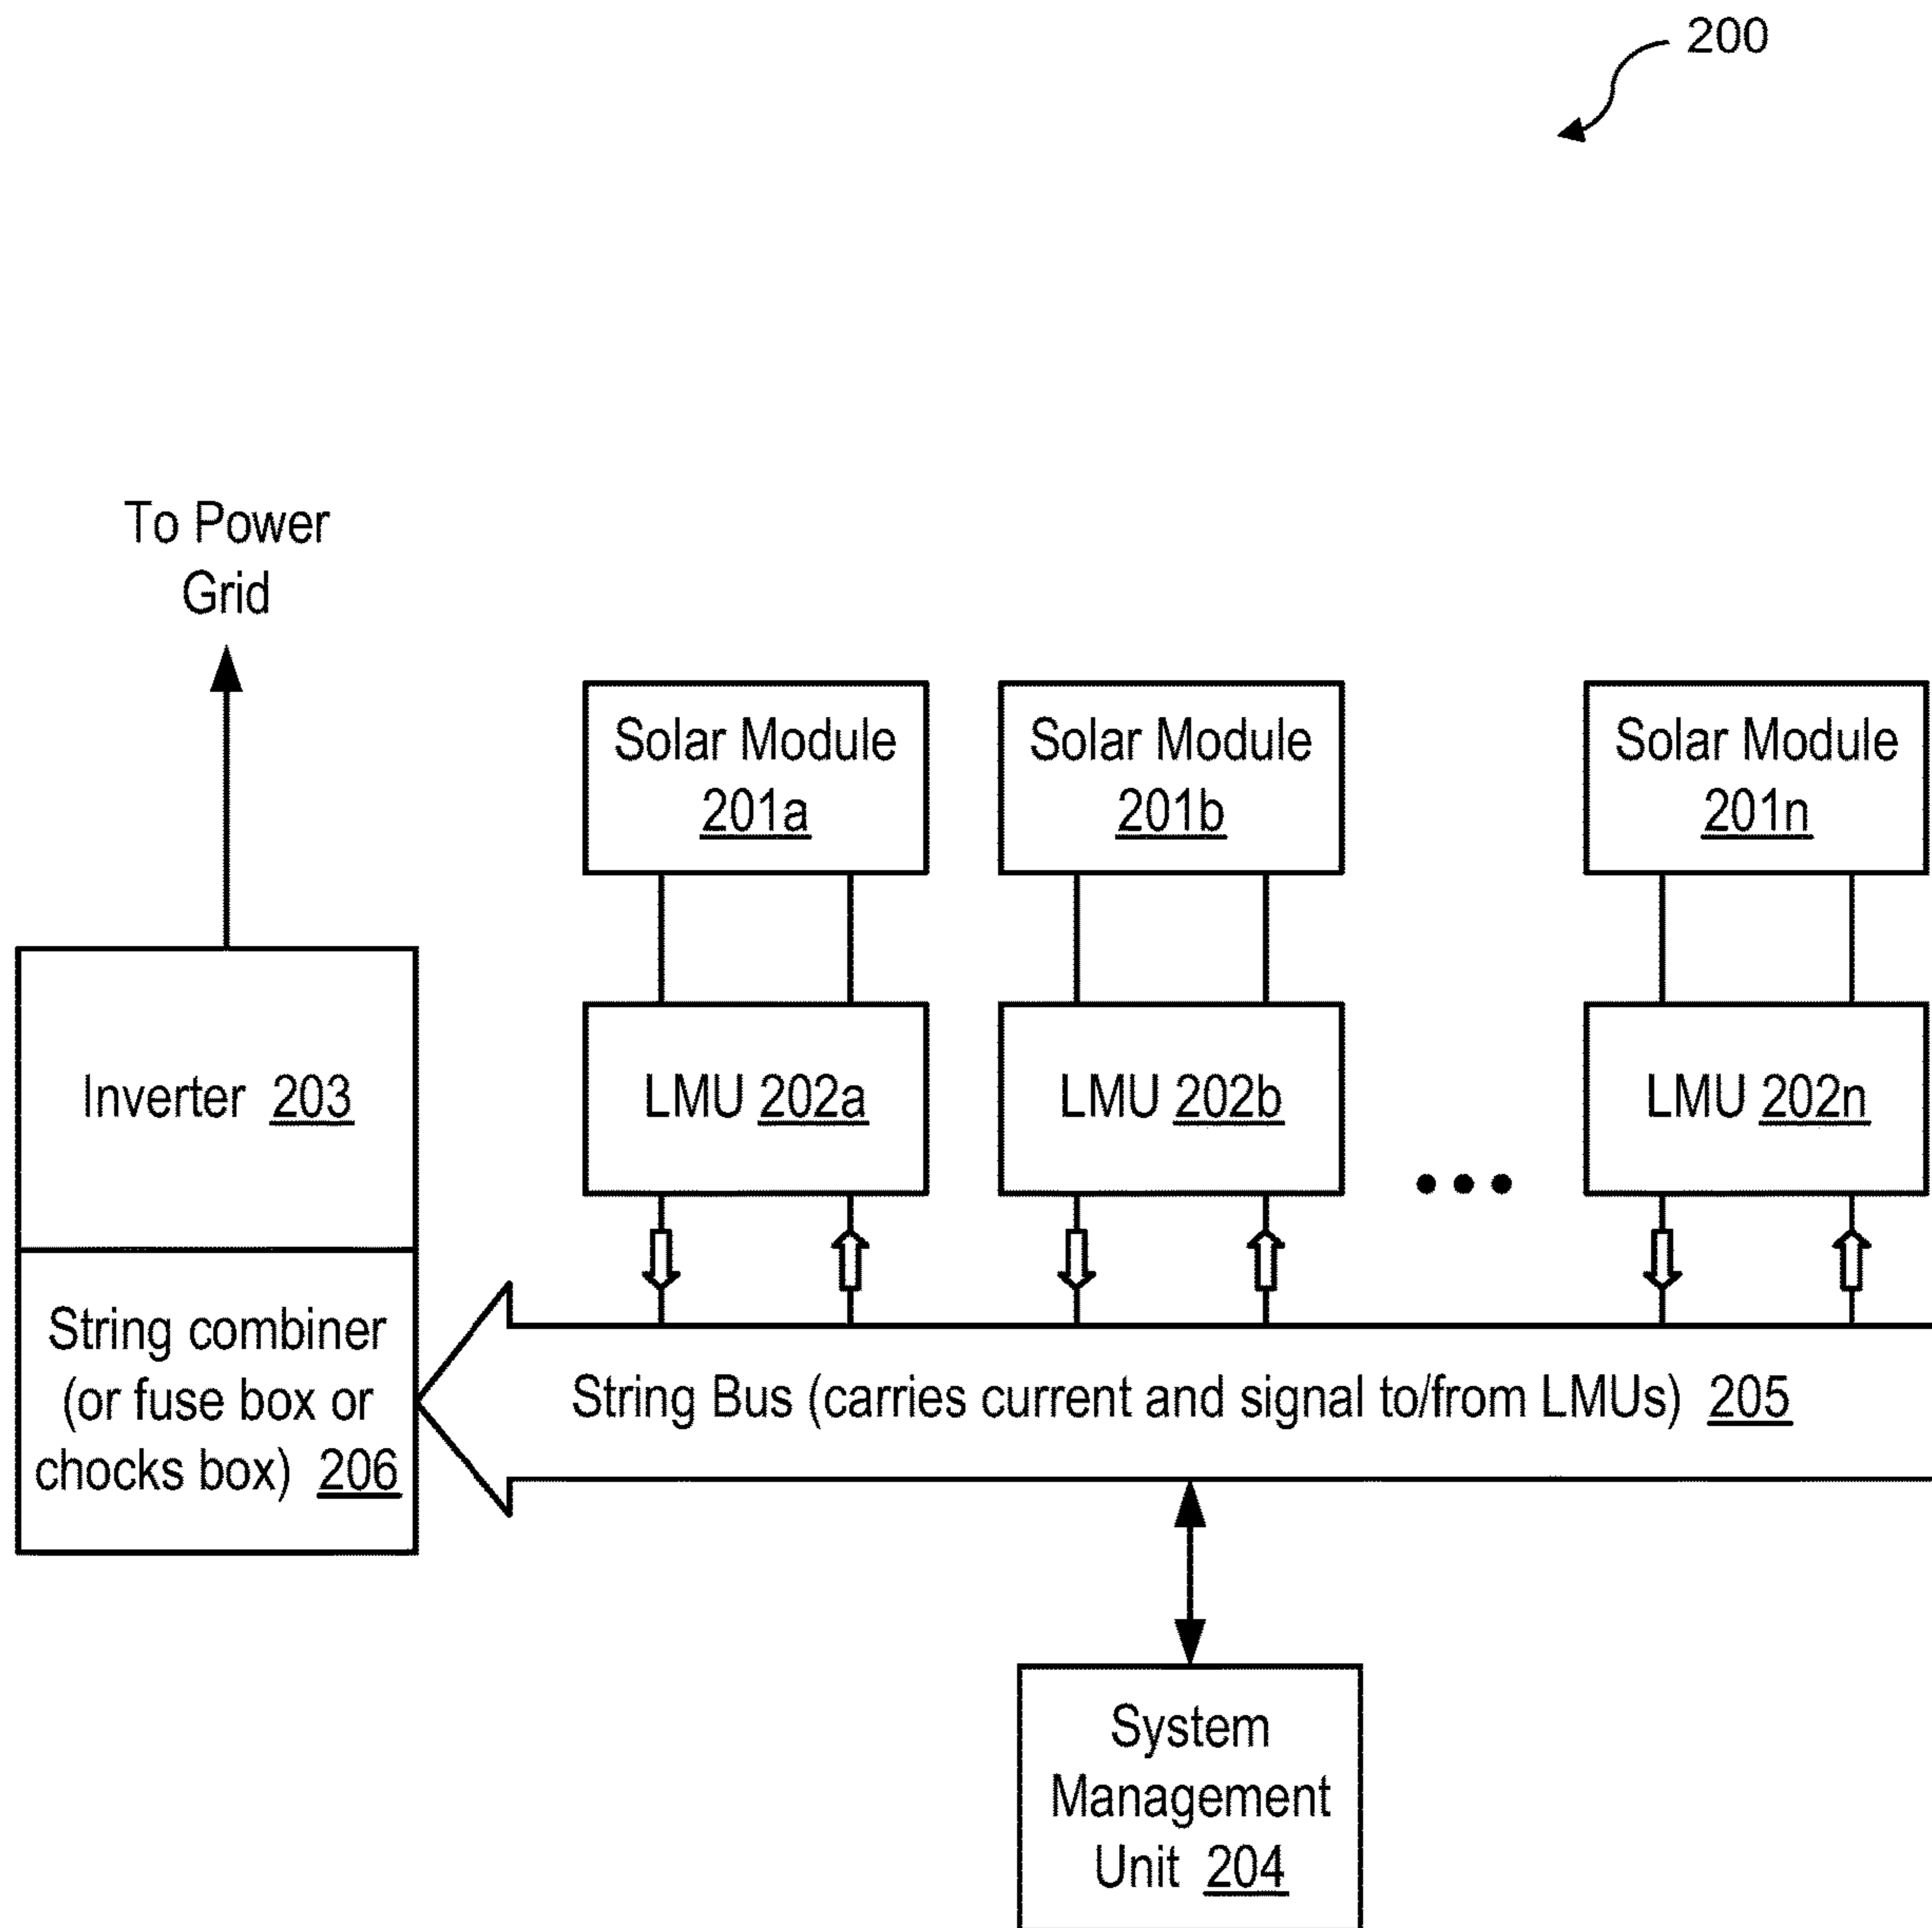 200
To Power
Grid
Solar Module
201a
Solar Module
201b
Solar Module
201n
Inverter 203
LMU 202a
LMU 202b
LMU 202n
String combiner
(or fuse box or
chocks box) 206
String Bus (carries current and signal to/from LMUs) 205
System
Management
Unit 204